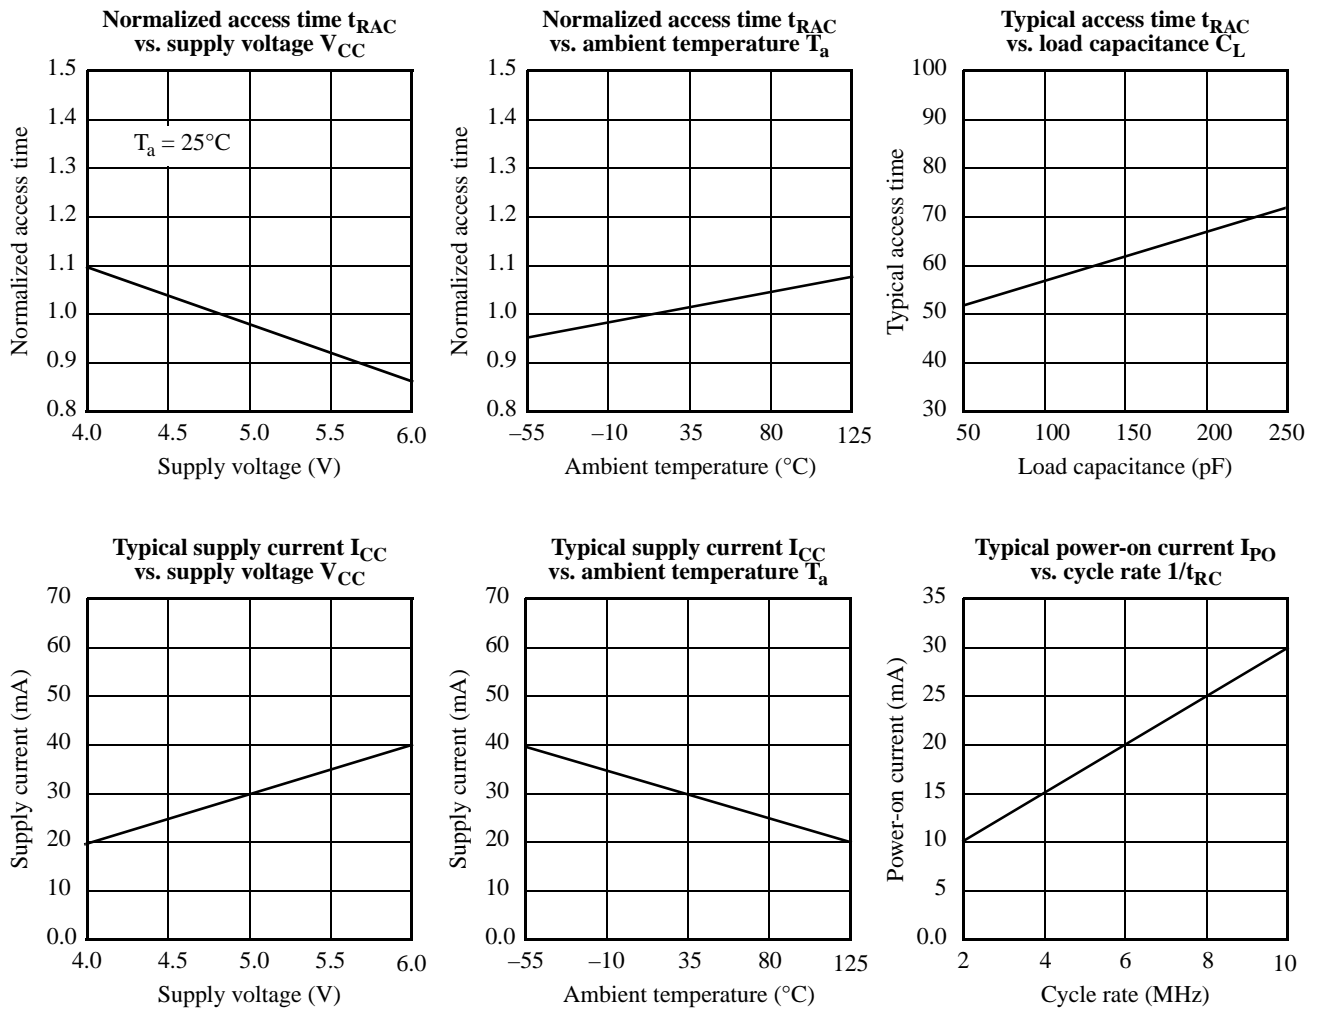 Normalized access time tRAC
vs. supply voltage VCC
1.5
1.4
1.3
1.2
1.1
1.0
0.9
0.8
Normalized access time
Ta = 25°C
4.0 4.5 5.0 5.5 6.0
Supply voltage (V)
Normalized access time tRAC
vs. ambient temperature Ta
1.5
1.4
1.3
1.2
1.1
1.0
0.9
0.8
Normalized access time
–55 –10 35 80 125
Ambient temperature (°C)
Typical access time tRAC
vs. load capacitance CL
100
90
80
70
60
50
40
30
Typical access time
50 100 150 200 250
Load capacitance (pF)
Typical supply current ICC
vs. supply voltage VCC
70
60
50
40
30
20
10
0.0
Supply current (mA)
4.0 4.5 5.0 5.5 6.0
Supply voltage (V)
Typical supply current ICC
vs. ambient temperature Ta
70
60
50
40
30
20
10
0.0
Supply current (mA)
–55 –10 35 80 125
Ambient temperature (°C)
Typical power-on current IPO
vs. cycle rate 1/tRC
35
30
25
20
15
10
5
0.0
Power-on current (mA)
2 4 6 8 10
Cycle rate (MHz)